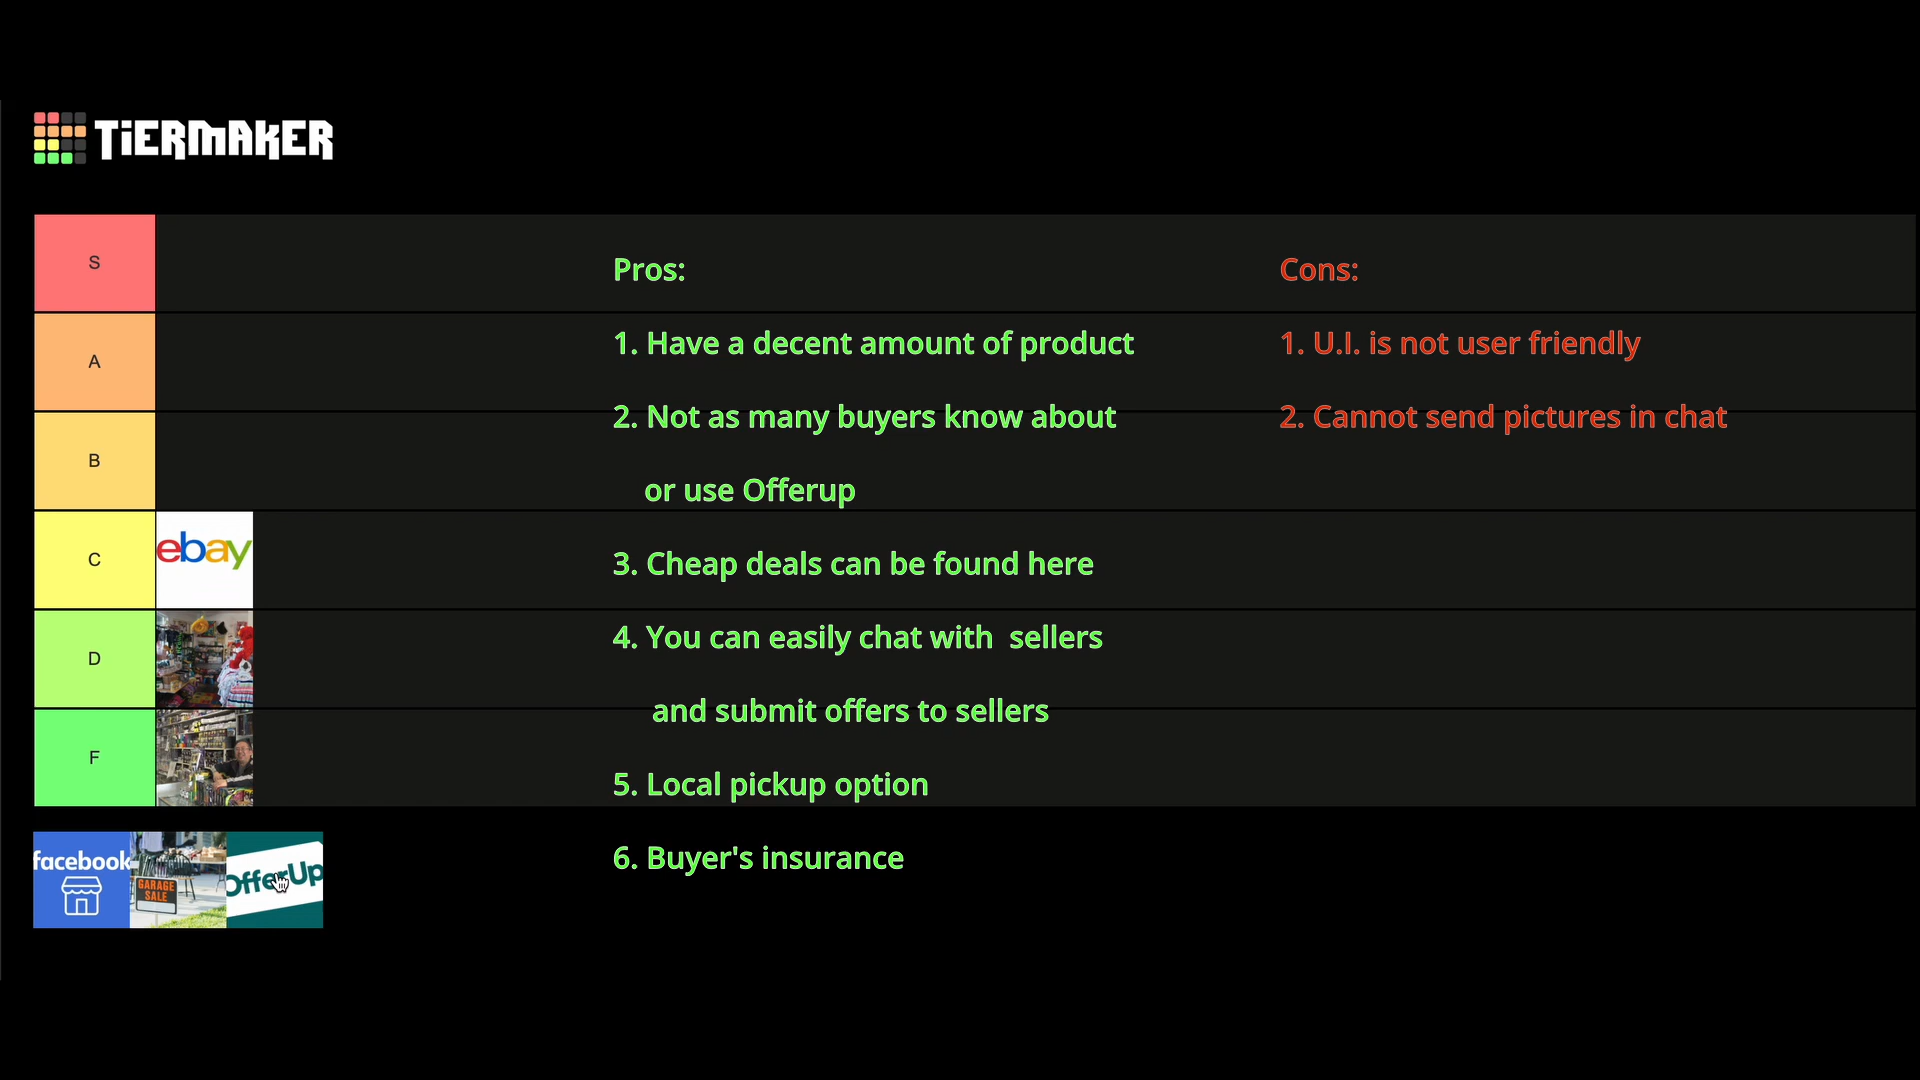 TiERMAKER
S
A
B
C
D
F
ebay
Pros:
1. Have a decent amount of product
2. Not as many buyers know about
or use Offerup
3. Cheap deals can be found here
4. You can easily chat with  sellers
and submit offers to sellers
5. Local pickup option
6. Buyer's insurance
Cons:
1. U.I. is not user friendly
2. Cannot send pictures in chat
facebook
GARAGE
SALE
OfferUp